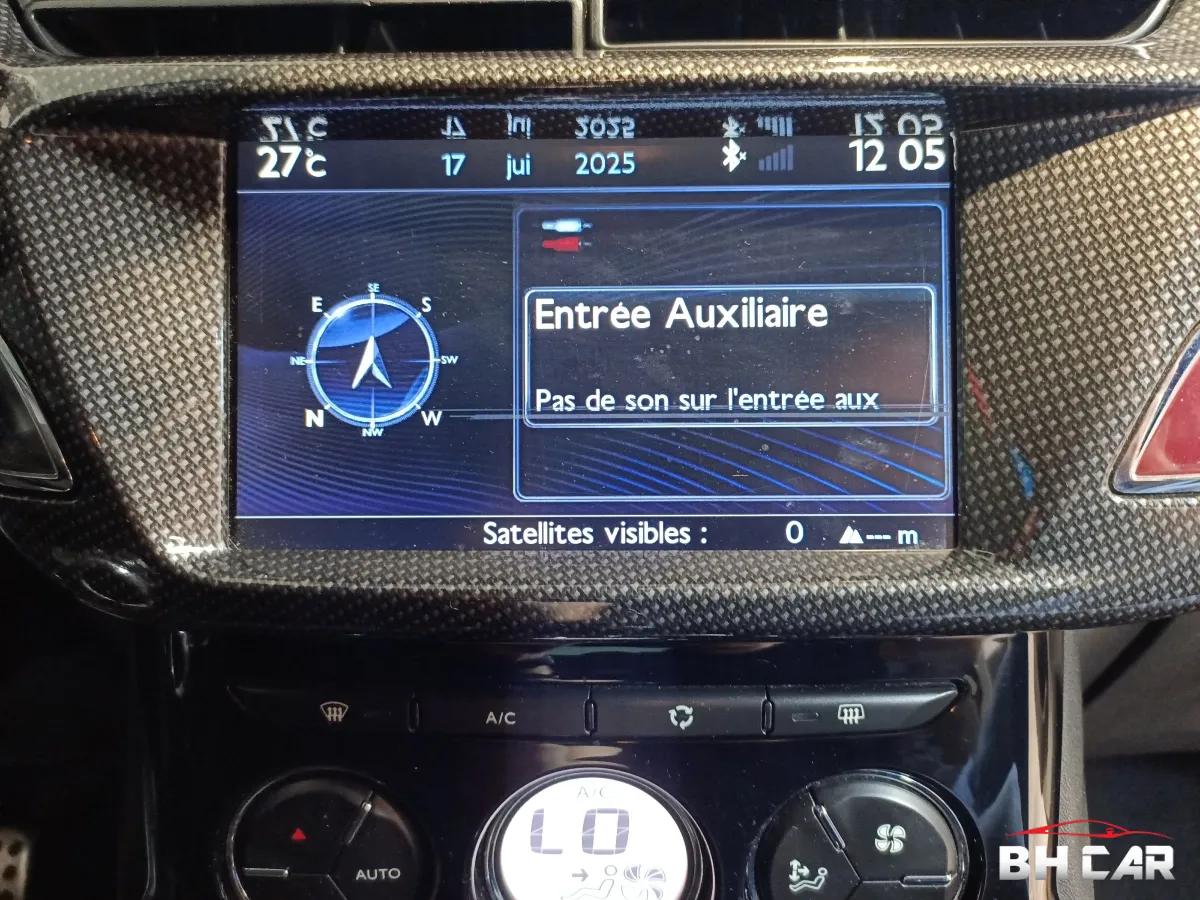 27°C 17 jui 2025 12 05
Entrée Auxiliaire
Pas de son sur l'entrée aux
SE
E S
NE SW
N W
NW
Satellites visibles : 0 --- m
A/C
A/C
LO
AUTO
BH CAR